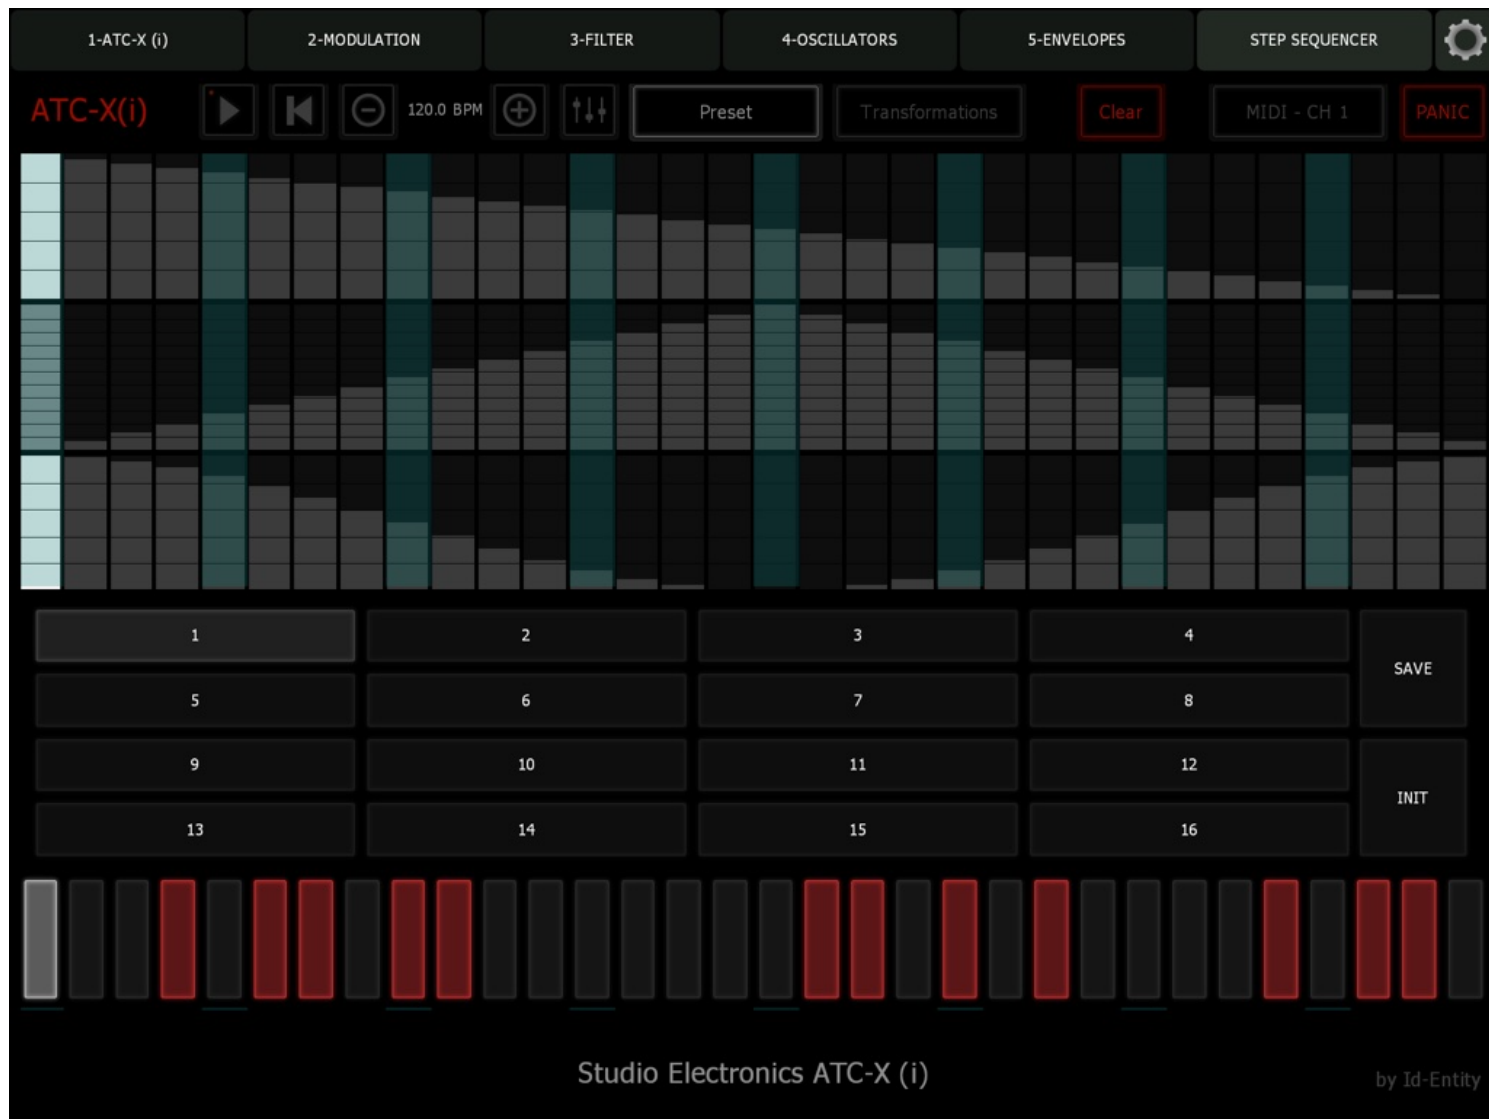 1-ATC-X (i) 2-MODULATION 3-FILTER 4-OSCILLATORS 5-ENVELOPES STEP SEQUENCER
ATC-X(i) 120.0 BPM Preset Transformations Clear MIDI - CH 1 PANIC
1 2 3 4
SAVE
5 6 7 8
9 10 11 12
INIT
13 14 15 16
Studio Electronics ATC-X (i)
by Id-Entity